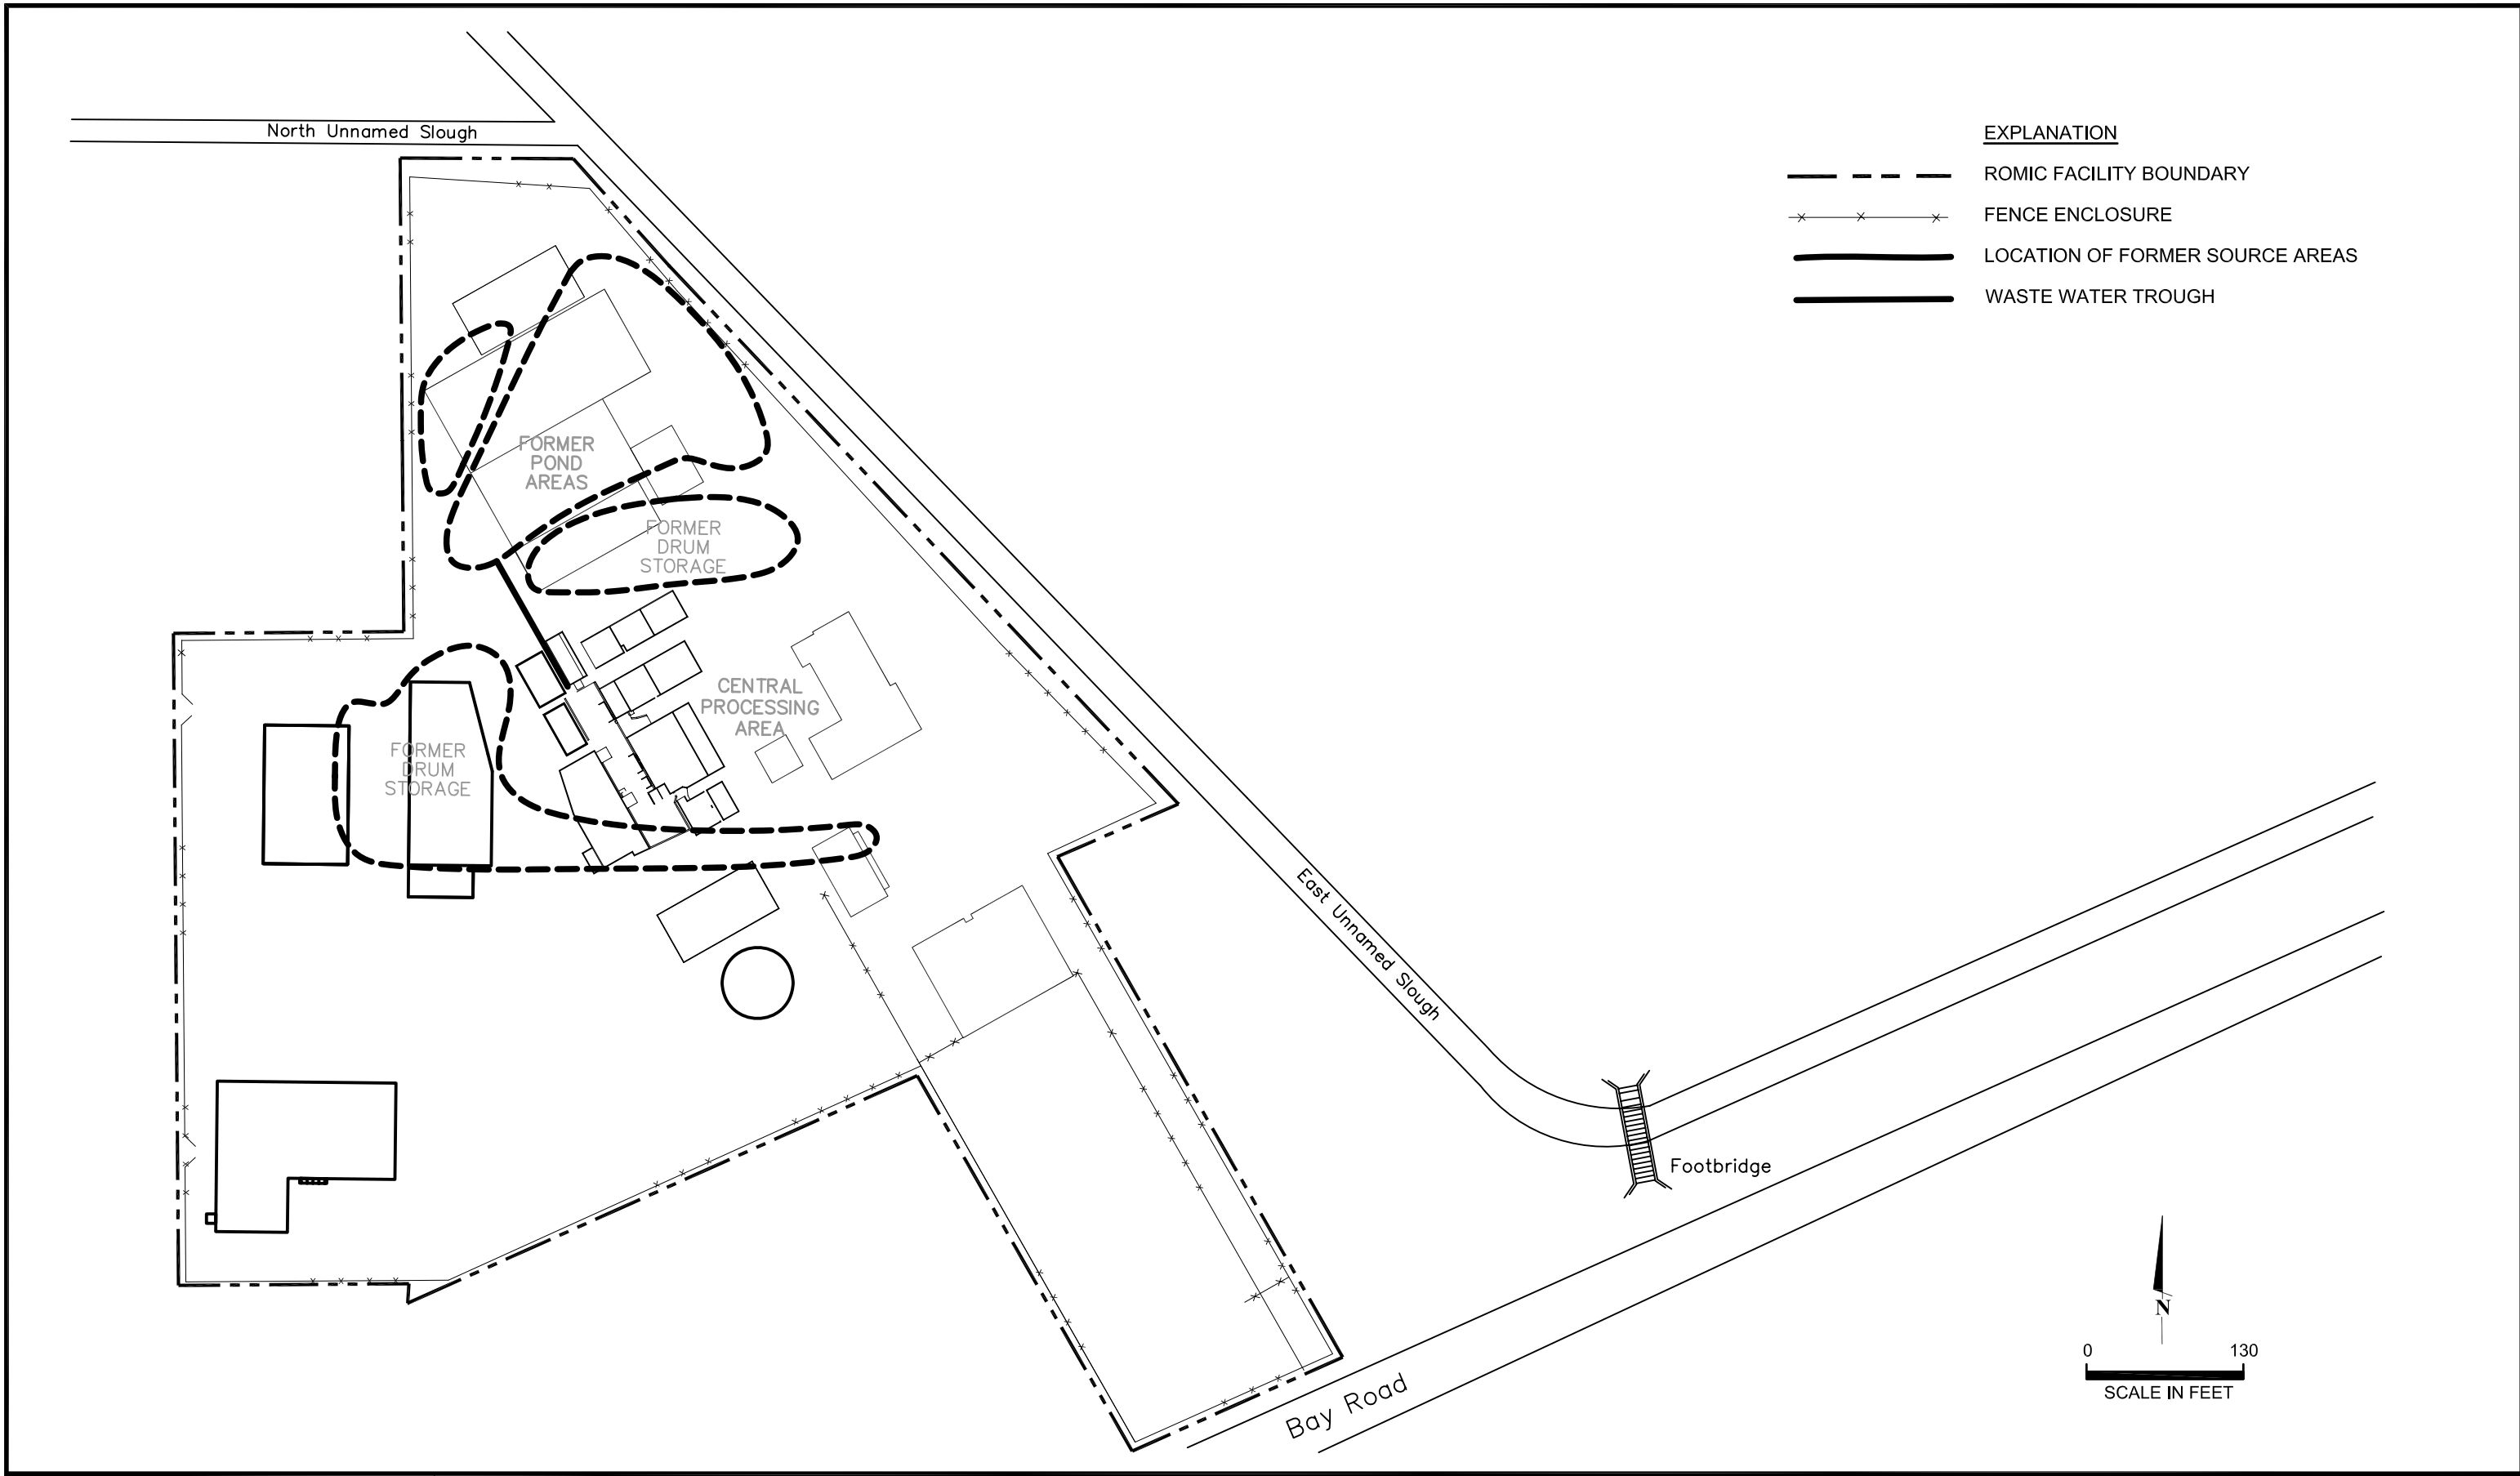 North Unnamed Slough
EXPLANATION
ROMIC FACILITY BOUNDARY
FENCE ENCLOSURE
LOCATION OF FORMER SOURCE AREAS
WASTE WATER TROUGH
FORMER
POND
AREAS
FORMER
DRUM
STORAGE
CENTRAL
PROCESSING
AREA
FORMER
DRUM
STORAGE
East Unnamed Slough
Footbridge
Bay Road
N
0 130
SCALE IN FEET